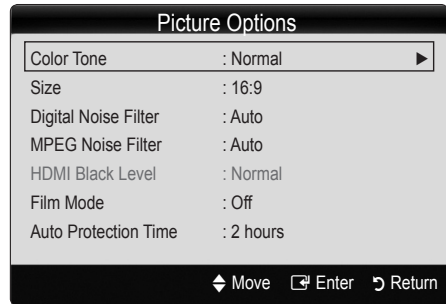 Picture Options
Color Tone : Normal ▶
Size : 16:9
Digital Noise Filter : Auto
MPEG Noise Filter : Auto
HDMI Black Level : Normal
Film Mode : Off
Auto Protection Time : 2 hours
Move Enter Return